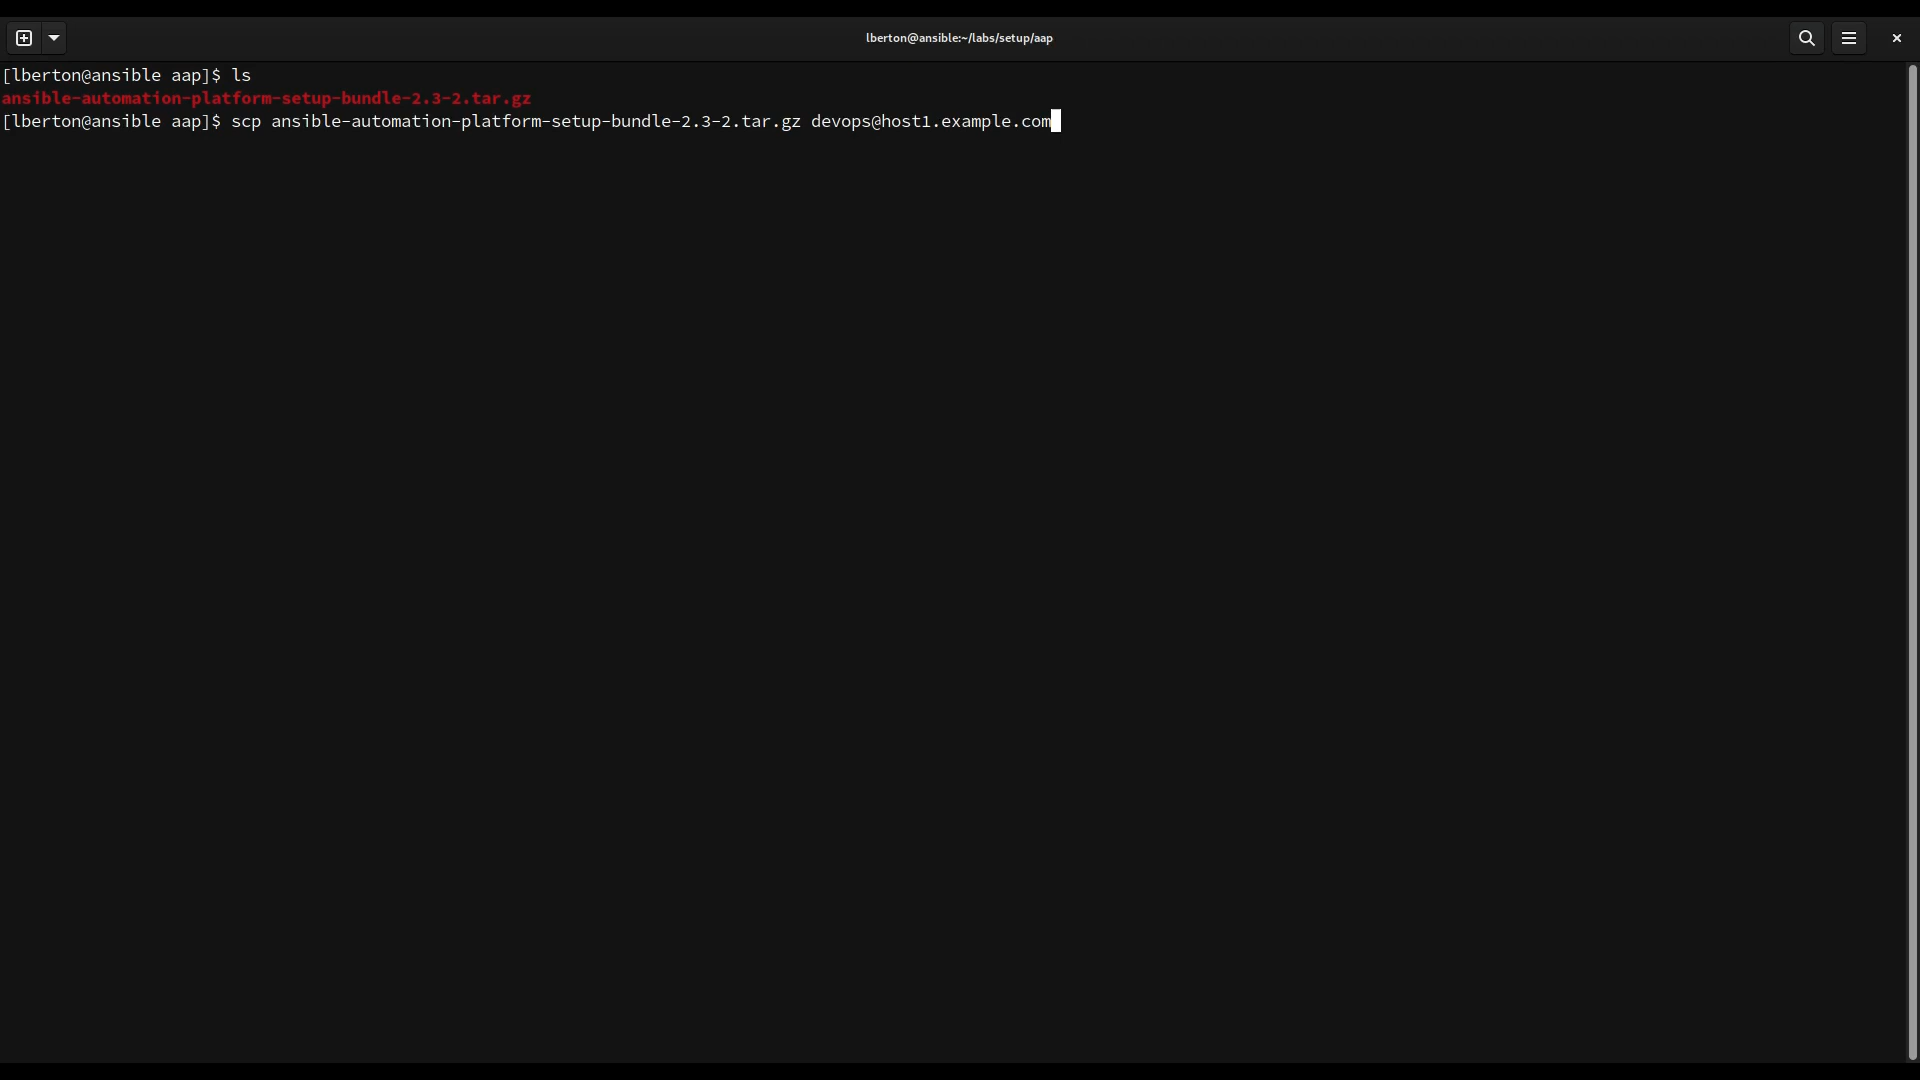 lberton@ansible:~/labs/setup/aap
[lberton@ansible aap]$ ls
ansible-automation-platform-setup-bundle-2.3-2.tar.gz
[lberton@ansible aap]$ scp ansible-automation-platform-setup-bundle-2.3-2.tar.gz devops@host1.example.com